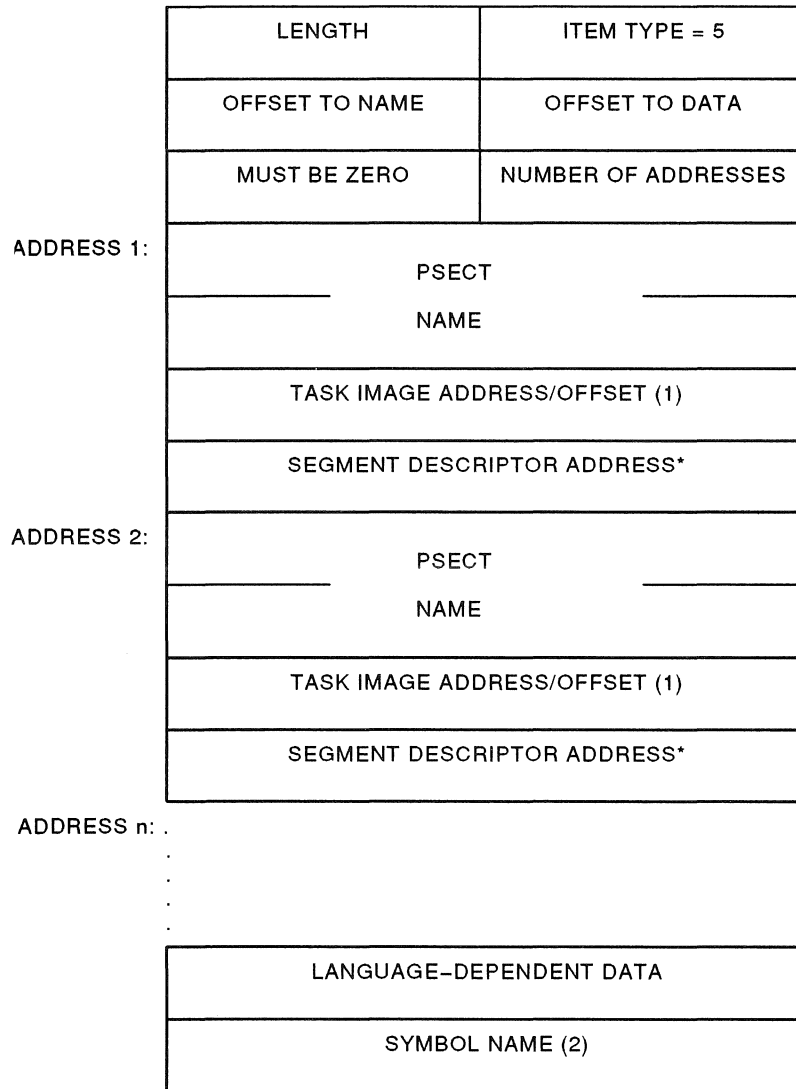 LENGTH ITEM TYPE = 5
OFFSET TO NAME OFFSET TO DATA
MUST BE ZERO NUMBER OF ADDRESSES
ADDRESS 1:
PSECT
NAME
TASK IMAGE ADDRESS/OFFSET (1)
SEGMENT DESCRIPTOR ADDRESS*
ADDRESS 2:
PSECT
NAME
TASK IMAGE ADDRESS/OFFSET (1)
SEGMENT DESCRIPTOR ADDRESS*
ADDRESS n: .
.
.
.
.
LANGUAGE–DEPENDENT DATA
SYMBOL NAME (2)